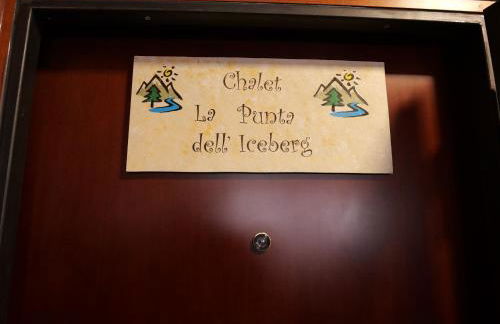 Chalet
La Punta
dell' Iceberg